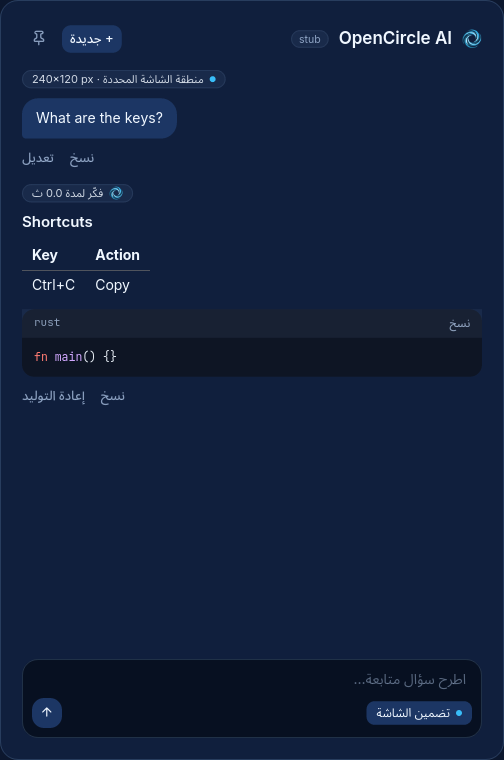 OpenCircle AI
stub
+ جديدة
منطقة الشاشة المحددة · 240×120 px
What are the keys?
نسخ
تعديل
فكّر لمدة 0.0 ث
Shortcuts
Key Action
Ctrl+C Copy
rust
نسخ
fn main() {}
نسخ
إعادة التوليد
اطرح سؤال متابعة...
تضمين الشاشة